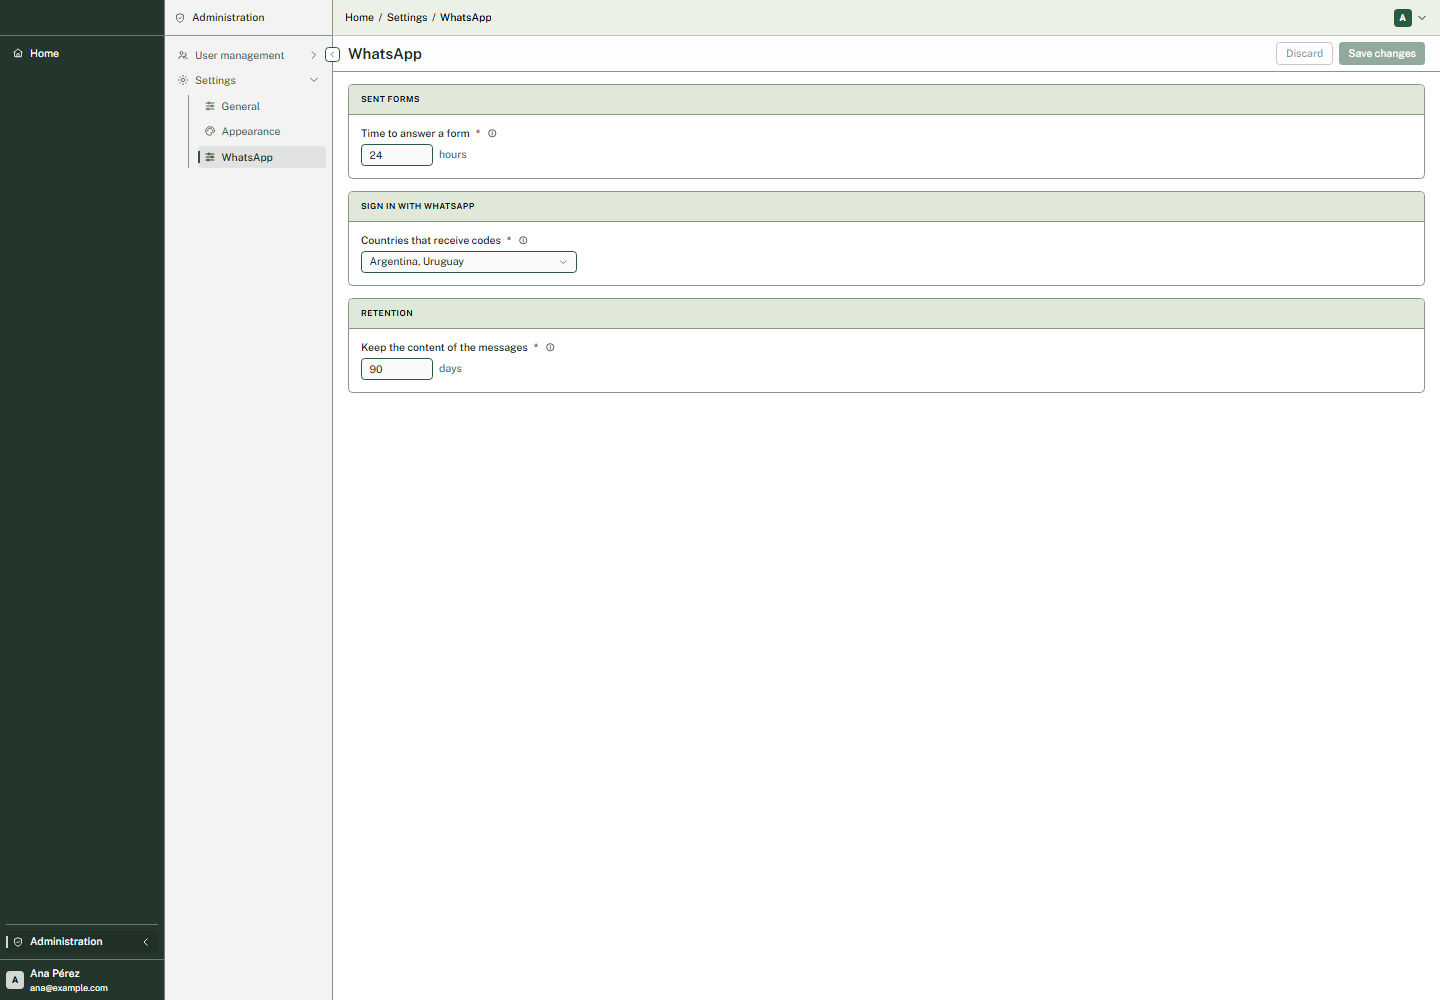 Administration
Home / Settings / WhatsApp
A
Home
User management
Settings
General
Appearance
WhatsApp
WhatsApp
Discard
Save changes
SENT FORMS
Time to answer a form *
24 hours
SIGN IN WITH WHATSAPP
Countries that receive codes *
Argentina, Uruguay
RETENTION
Keep the content of the messages *
90 days
Administration
A
Ana Pérez
ana@example.com